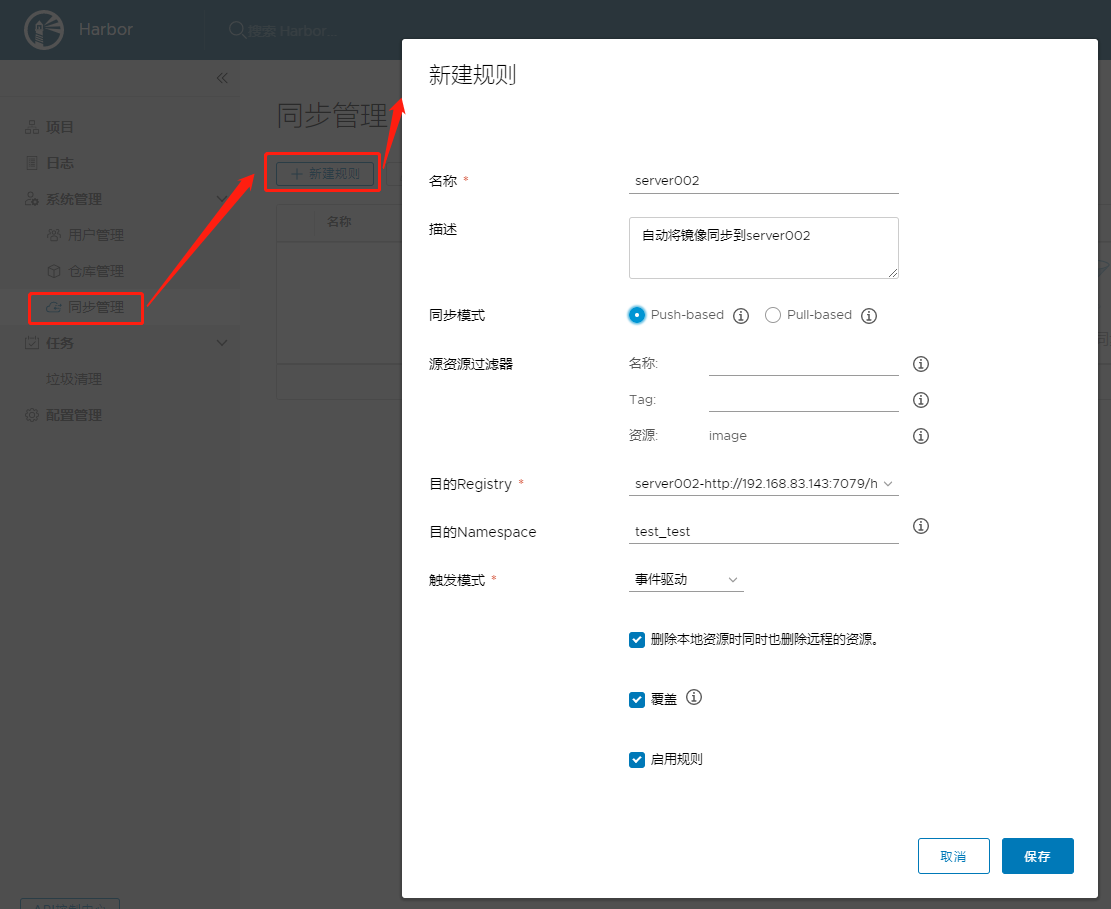 Harbor
搜索 Harbor...
项目
日志
系统管理
用户管理
仓库管理
同步管理
任务
垃圾清理
配置管理
同步管理
新建规则
名称
新建规则
名称 *
server002
描述
自动将镜像同步到server002
同步模式
Push-based
Pull-based
源资源过滤器
名称:
Tag:
资源:
image
目的Registry *
server002-http://192.168.83.143:7079/h
目的Namespace
test_test
触发模式 *
事件驱动
删除本地资源时同时也删除远程的资源。
覆盖
启用规则
取消
保存